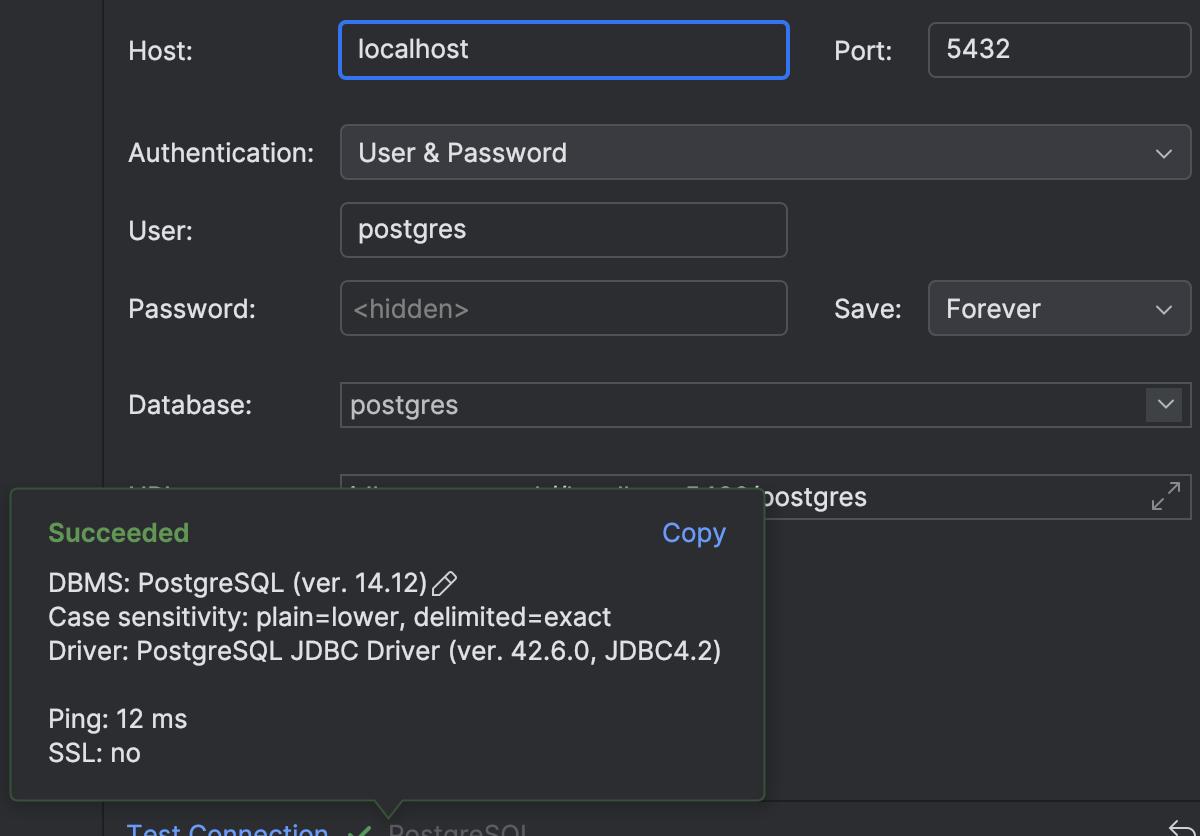 Host: localhost Port: 5432
Authentication: User & Password
User: postgres
Password: <hidden> Save: Forever
Database: postgres
postgres
Succeeded Copy
DBMS: PostgreSQL (ver. 14.12)
Case sensitivity: plain=lower, delimited=exact
Driver: PostgreSQL JDBC Driver (ver. 42.6.0, JDBC4.2)
Ping: 12 ms
SSL: no
Test Connection PostgreSQL